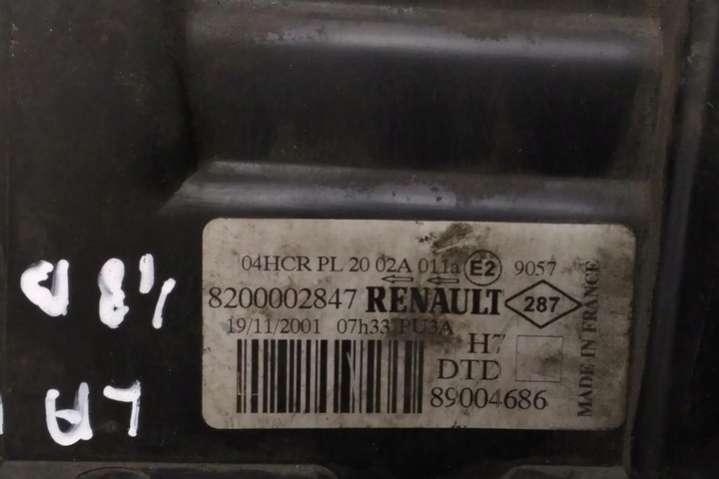 04HCR PL 20 02A 011a E2 9057
8200002847 RENAULT 287
19/11/2001 07h33 PU3A
H7
DTD
89004686
MADE IN FRANCE